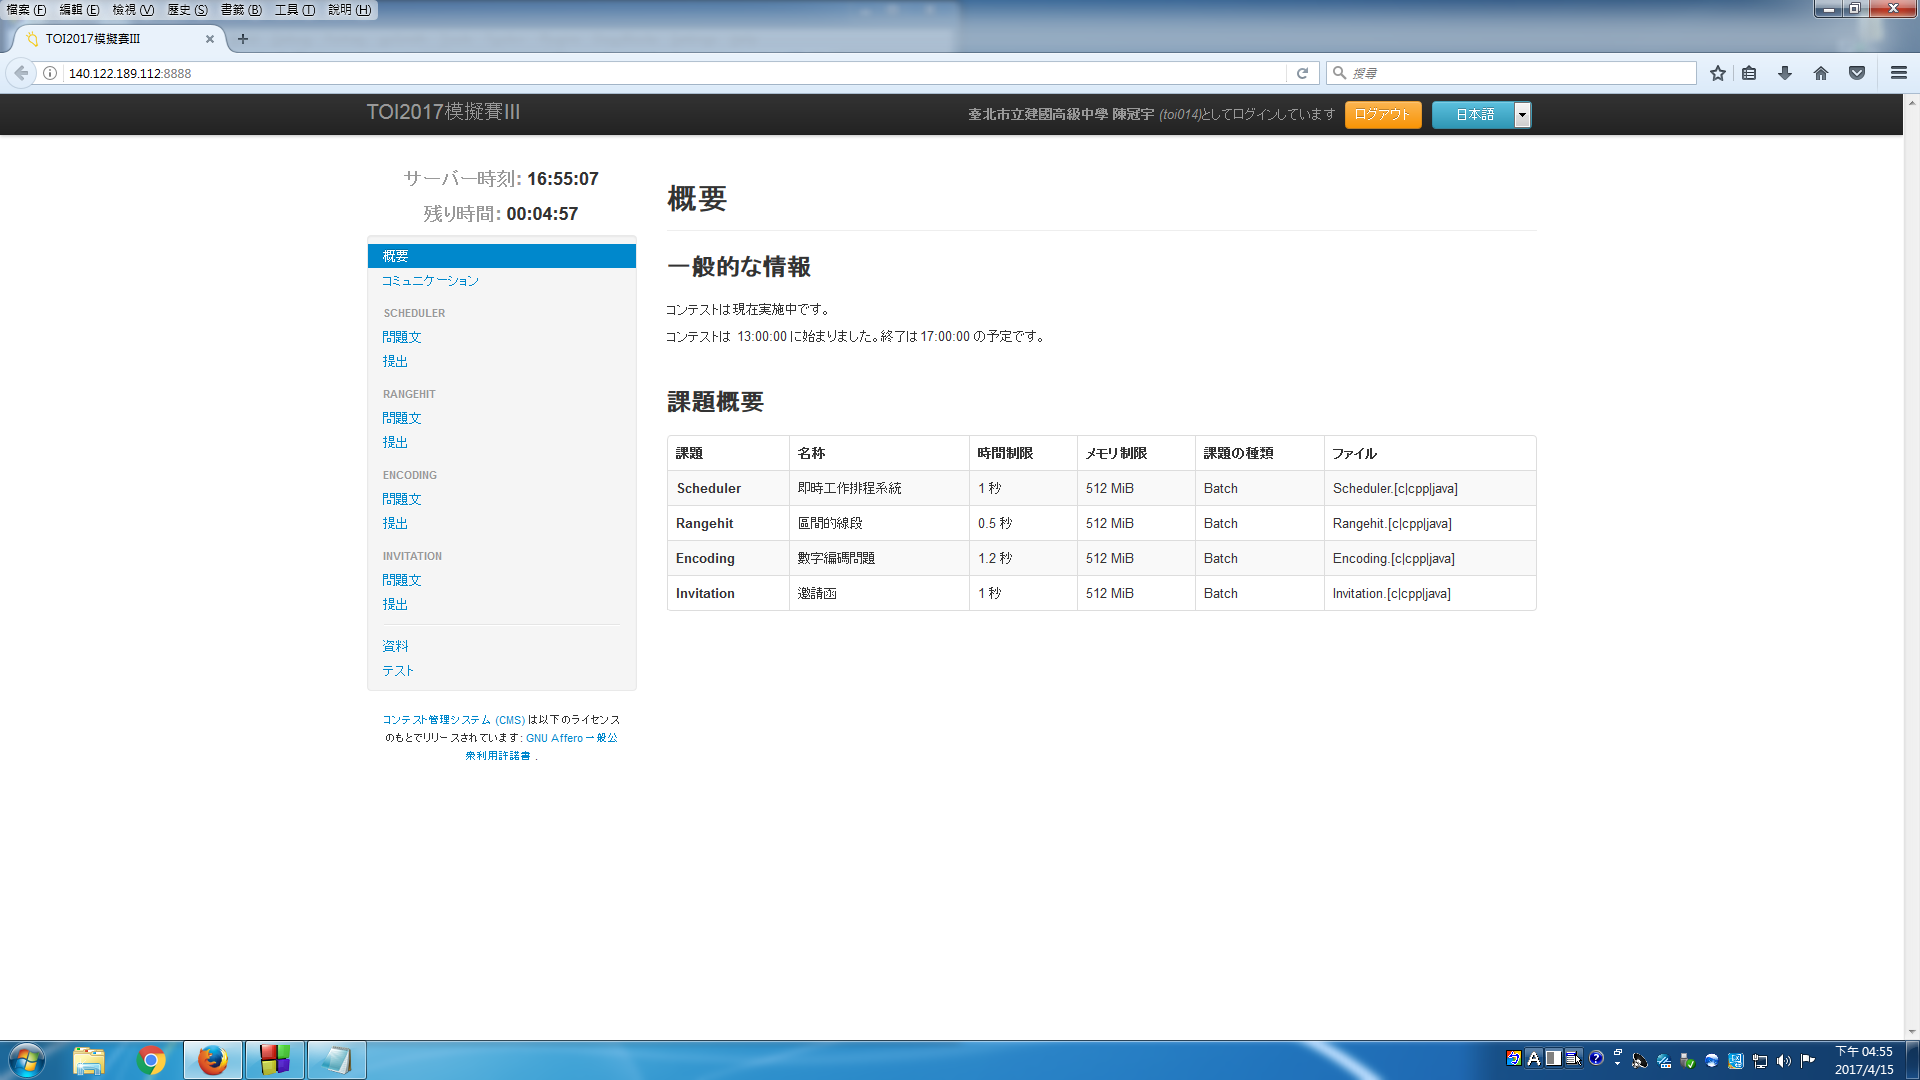 檔案(F) 編輯(E) 檢視(V) 歷史(S) 書籤(B) 工具(T) 說明(H)
TOI2017模擬賽III
140.122.189.112:8888
搜尋
TOI2017模擬賽III
臺北市立建國高級中學 陳冠宇 (toi014)としてログインしています
ログアウト
日本語
サーバー時刻: 16:55:07
残り時間: 00:04:57
概要
コミュニケーション
SCHEDULER
問題文
提出
RANGEHIT
問題文
提出
ENCODING
問題文
提出
INVITATION
問題文
提出
資料
テスト
コンテスト管理システム (CMS) は以下のライセンス
のもとでリリースされています: GNU Affero 一般公
衆利用許諾書 .
概要
一般的な情報
コンテストは現在実施中です。
コンテストは 13:00:00 に始まりました。終了は 17:00:00 の予定です。
課題概要
課題 名称 時間制限 メモリ制限 課題の種類 ファイル
Scheduler 即時工作排程系統 1 秒 512 MiB Batch Scheduler.[c|cpp|java]
Rangehit 區間的線段 0.5 秒 512 MiB Batch Rangehit.[c|cpp|java]
Encoding 數字編碼問題 1.2 秒 512 MiB Batch Encoding.[c|cpp|java]
Invitation 邀請函 1 秒 512 MiB Batch Invitation.[c|cpp|java]
A
下午 04:55
2017/4/15